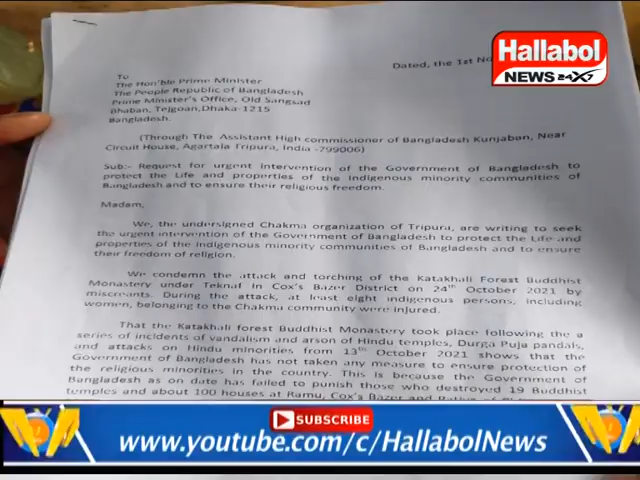 Hallabol
NEWS 24X7
Dated, the 1st No
To
The Hon'ble Prime Minister
The People Republic of Bangladesh
Prime Minister's Office, Old Sangsad
Bhaban, Tejgoan, Dhaka-1215
Bangladesh.
(Through The Assistant High commissioner of Bangladesh Kunjaban, Near
Circuit House, Agartala Tripura, India -799006)
Sub:- Request for urgent intervention of the Government of Bangladesh to
protect the Life and properties of the indigenous minority communities of
Bangladesh and to ensure their religious freedom.
Madam,
We, the undersigned Chakma organization of Tripura, are writing to seek
the urgent intervention of the Government of Bangladesh to protect the Life and
properties of the indigenous minority communities of Bangladesh and to ensure
their freedom of religion.
We condemn the attack and torching of the Katakhali Forest Buddhist
Monastery under Teknaf in Cox's Bazer District on 24th October 2021 by
miscreants. During the attack, at least eight indigenous persons, including
women, belonging to the Chakma community were injured.
That the Katakhali forest Buddhist Monastery took place following the a
series of incidents of vandalism and arson of Hindu temples, Durga Puja pandals,
and attacks on Hindu minorities from 13th October 2021 shows that the
Government of Bangladesh has not taken any measure to ensure protection of
the religious minorities in the country. This is because the Government of
Bangladesh as on date has failed to punish those who destroyed 19 Buddhist
temples and about 100 houses at Ramu, Cox's Bazer and
SUBSCRIBE
www.youtube.com/c/HallabolNews